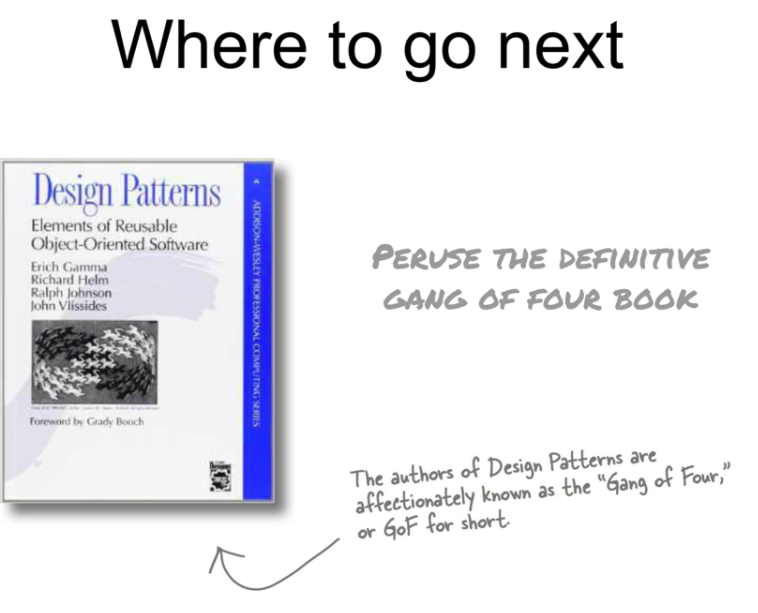 Where to go next
Design Patterns
Elements of Reusable
Object-Oriented Software
Erich Gamma
Richard Helm
Ralph Johnson
John Vlissides
Foreword by Grady Booch
ADDISON-WESLEY PROFESSIONAL COMPUTING SERIES
PERUSE THE DEFINITIVE
GANG OF FOUR BOOK
The authors of Design Patterns are
affectionately known as the “Gang of Four,”
or GoF for short.